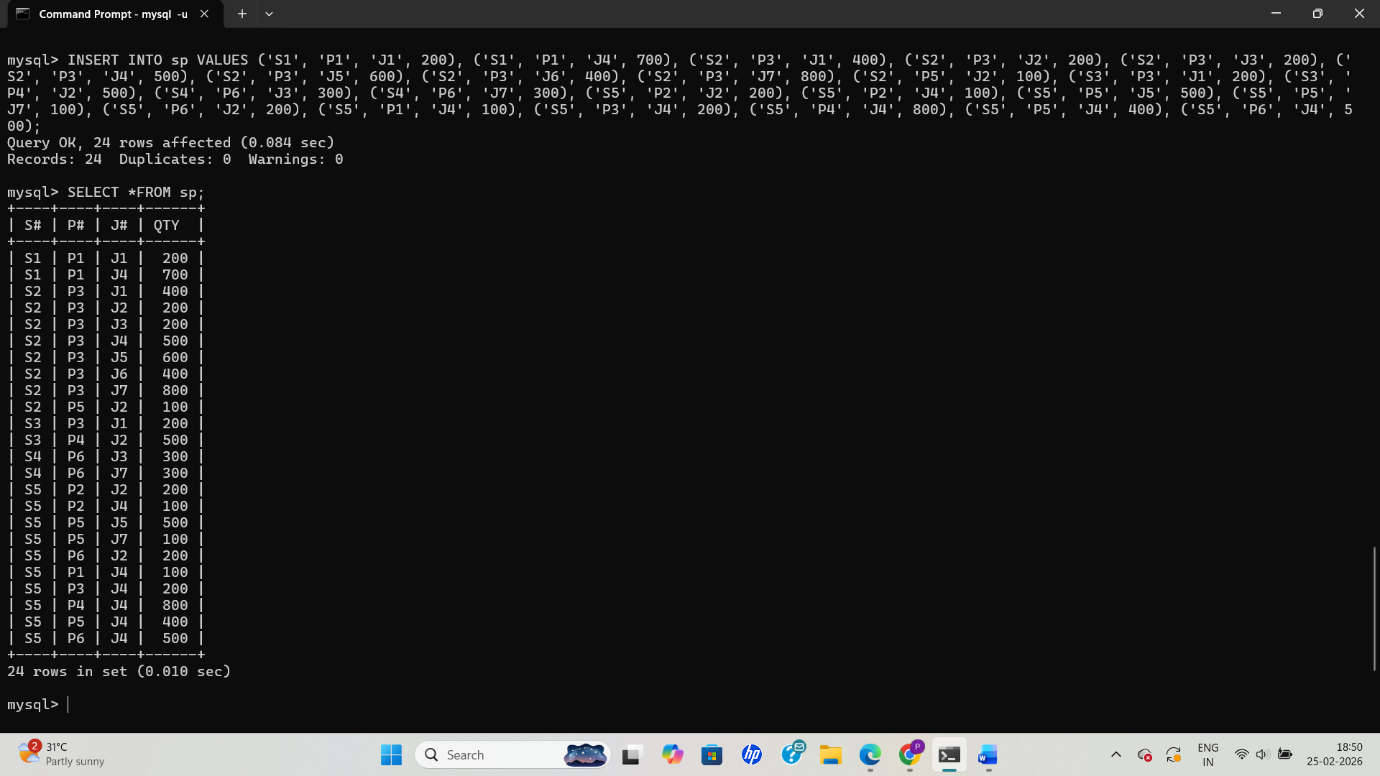 Command Prompt - mysql -u
mysql> INSERT INTO sp VALUES ('S1', 'P1', 'J1', 200), ('S1', 'P1', 'J4', 700), ('S2', 'P3', 'J1', 400), ('S2', 'P3', 'J2', 200), ('S2', 'P3', 'J3', 200), ('
S2', 'P3', 'J4', 500), ('S2', 'P3', 'J5', 600), ('S2', 'P3', 'J6', 400), ('S2', 'P3', 'J7', 800), ('S2', 'P5', 'J2', 100), ('S3', 'P3', 'J1', 200), ('S3', '
P4', 'J2', 500), ('S4', 'P6', 'J3', 300), ('S4', 'P6', 'J7', 300), ('S5', 'P2', 'J2', 200), ('S5', 'P2', 'J4', 100), ('S5', 'P5', 'J5', 500), ('S5', 'P5', '
J7', 100), ('S5', 'P6', 'J2', 200), ('S5', 'P1', 'J4', 100), ('S5', 'P3', 'J4', 200), ('S5', 'P4', 'J4', 800), ('S5', 'P5', 'J4', 400), ('S5', 'P6', 'J4', 5
00);
Query OK, 24 rows affected (0.084 sec)
Records: 24  Duplicates: 0  Warnings: 0
mysql> SELECT *FROM sp;
+----+----+----+------+
| S# | P# | J# | QTY  |
+----+----+----+------+
| S1 | P1 | J1 |  200 |
| S1 | P1 | J4 |  700 |
| S2 | P3 | J1 |  400 |
| S2 | P3 | J2 |  200 |
| S2 | P3 | J3 |  200 |
| S2 | P3 | J4 |  500 |
| S2 | P3 | J5 |  600 |
| S2 | P3 | J6 |  400 |
| S2 | P3 | J7 |  800 |
| S2 | P5 | J2 |  100 |
| S3 | P3 | J1 |  200 |
| S3 | P4 | J2 |  500 |
| S4 | P6 | J3 |  300 |
| S4 | P6 | J7 |  300 |
| S5 | P2 | J2 |  200 |
| S5 | P2 | J4 |  100 |
| S5 | P5 | J5 |  500 |
| S5 | P5 | J7 |  100 |
| S5 | P6 | J2 |  200 |
| S5 | P1 | J4 |  100 |
| S5 | P3 | J4 |  200 |
| S5 | P4 | J4 |  800 |
| S5 | P5 | J4 |  400 |
| S5 | P6 | J4 |  500 |
+----+----+----+------+
24 rows in set (0.010 sec)
mysql>
2
31°C
Partly sunny
Search
hp
P
W
ENG
IN
18:50
25-02-2026